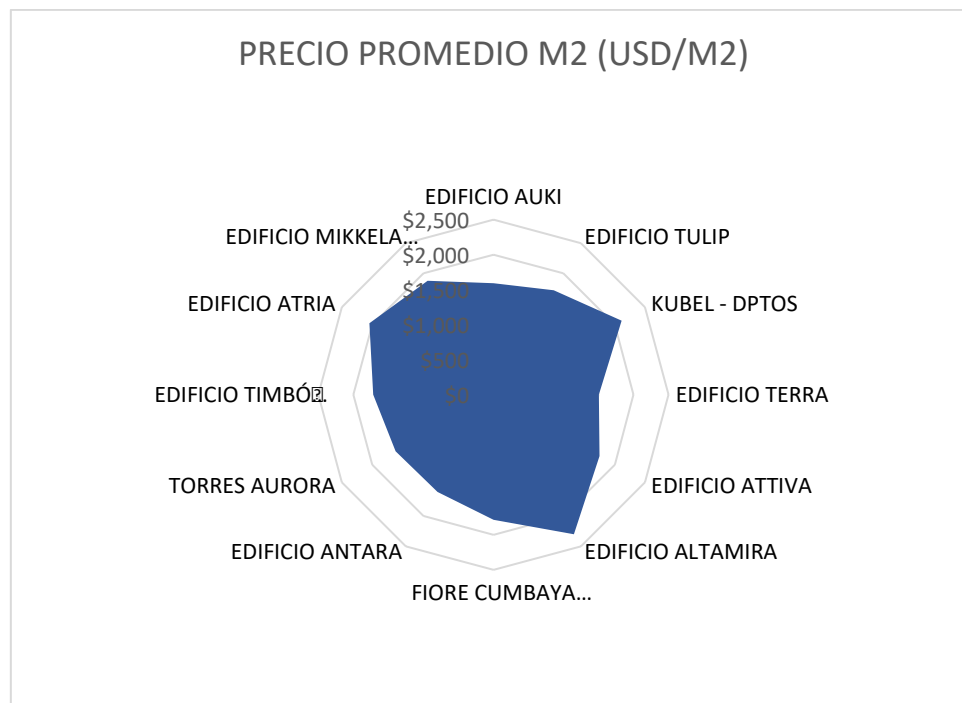 PRECIO PROMEDIO M2 (USD/M2)
EDIFICIO AUKI
$2,500
EDIFICIO MIKKELA...
EDIFICIO TULIP
$2,000
$1,500
EDIFICIO ATRIA
KUBEL - DPTOS
$1,000
$500
EDIFICIO TIMBÓ
$0
EDIFICIO TERRA
TORRES AURORA
EDIFICIO ATTIVA
EDIFICIO ANTARA
EDIFICIO ALTAMIRA
FIORE CUMBAYA...